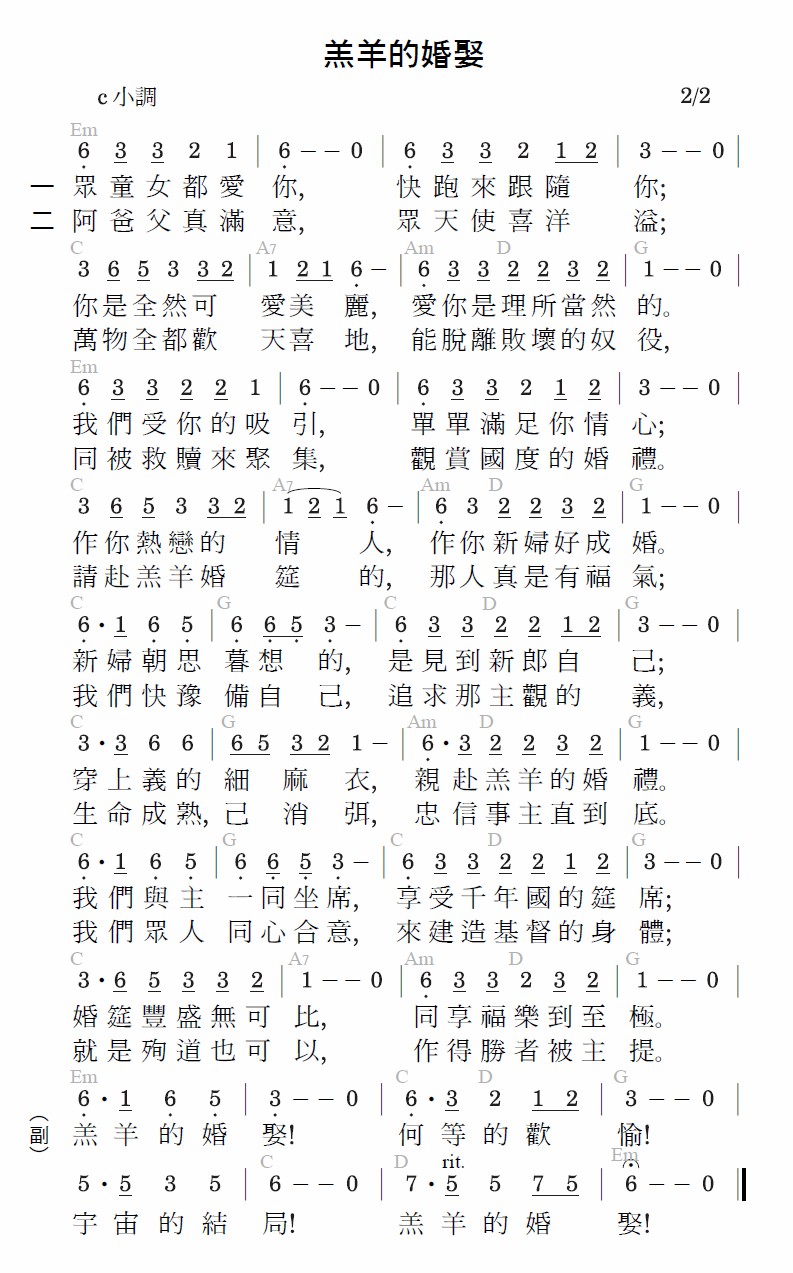 羔羊的婚娶
c 小調 2/2
Em
6 3 3 2 1 | 6 – – 0 | 6 3 3 2 1 2 | 3 – – 0 |
一 眾童女都愛 你, 快跑來跟隨 你;
二 阿爸父真滿 意, 眾天使喜洋 溢;
C A7 Am D G
3 6 5 3 3 2 | 1 2 1 6 – | 6 3 3 2 2 3 2 | 1 – – 0 |
你是全然可 愛美 麗, 愛你是理所當然 的。
萬物全都歡 天喜 地, 能脫離敗壞的奴 役,
Em
6 3 3 2 2 1 | 6 – – 0 | 6 3 3 2 1 2 | 3 – – 0 |
我們受你的吸 引, 單單滿足你情 心;
同被救贖來聚 集, 觀賞國度的婚 禮。
C A7 Am D G
3 6 5 3 3 2 | 1 2 1 6 – | 6 3 2 2 3 2 | 1 – – 0 |
作你熱戀的 情 人, 作你新婦好成 婚。
請赴羔羊婚 筵 的, 那人真是有福 氣;
C G C D G
6 · 1 6 5 | 6 6 5 3 – | 6 3 3 2 2 1 2 | 3 – – 0 |
新婦朝思 暮想 的, 是見到新郎自 己;
我們快豫 備自 己, 追求那主觀的 義,
C G Am D G
3 · 3 6 6 | 6 5 3 2 1 – | 6 · 3 2 2 3 2 | 1 – – 0 |
穿上義的 細 麻 衣, 親赴羔羊的婚 禮。
生命成熟, 己 消 弭, 忠信事主直到 底。
C G C D G
6 · 1 6 5 | 6 6 5 3 – | 6 3 3 2 2 1 2 | 3 – – 0 |
我們與主 一同坐席, 享受千年國的筵 席;
我們眾人 同心合意, 來建造基督的身 體;
C A7 Am D G
3 · 6 5 3 3 2 | 1 – – 0 | 6 3 3 2 3 2 | 1 – – 0 |
婚筵豐盛無可 比, 同享福樂到至 極。
就是殉道也可 以, 作得勝者被主 提。
Em C D G
6 · 1 6 5 | 3 – – 0 | 6 · 3 2 1 2 | 3 – – 0 |
(副) 羔羊的婚 娶! 何等的歡 愉!
C D rit. Em
5 · 5 3 5 | 6 – – 0 | 7 · 5 5 7 5 | 6 – – 0 |
宇宙的結 局! 羔羊的婚 娶!